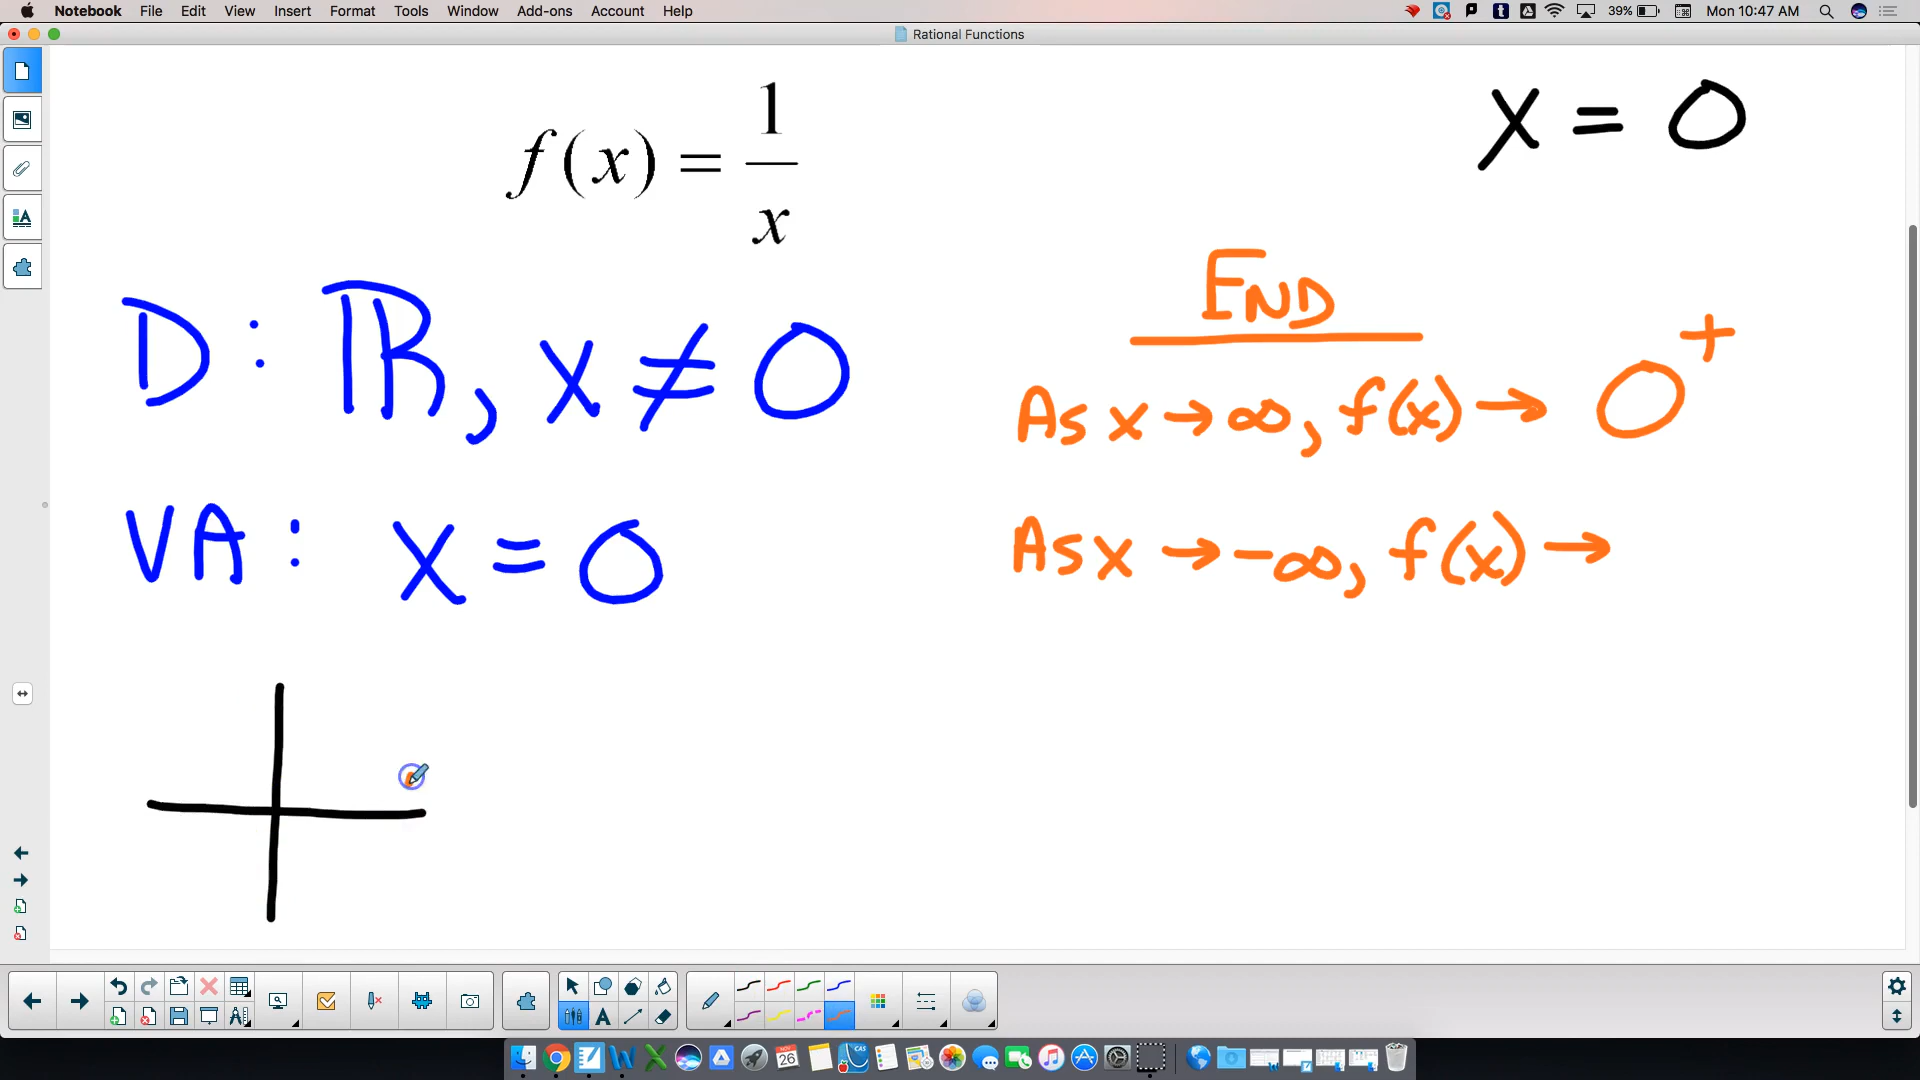 Notebook File Edit View Insert Format Tools Window Add-ons Account Help 39% Mon 10:47 AM
Rational Functions
f(x) = 1/x
x = 0
D: ℝ, x ≠ 0
END
As x → ∞, f(x) → 0⁺
VA: x = 0
As x → -∞, f(x) →